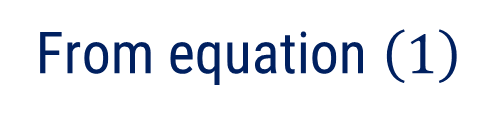 From equation (1)